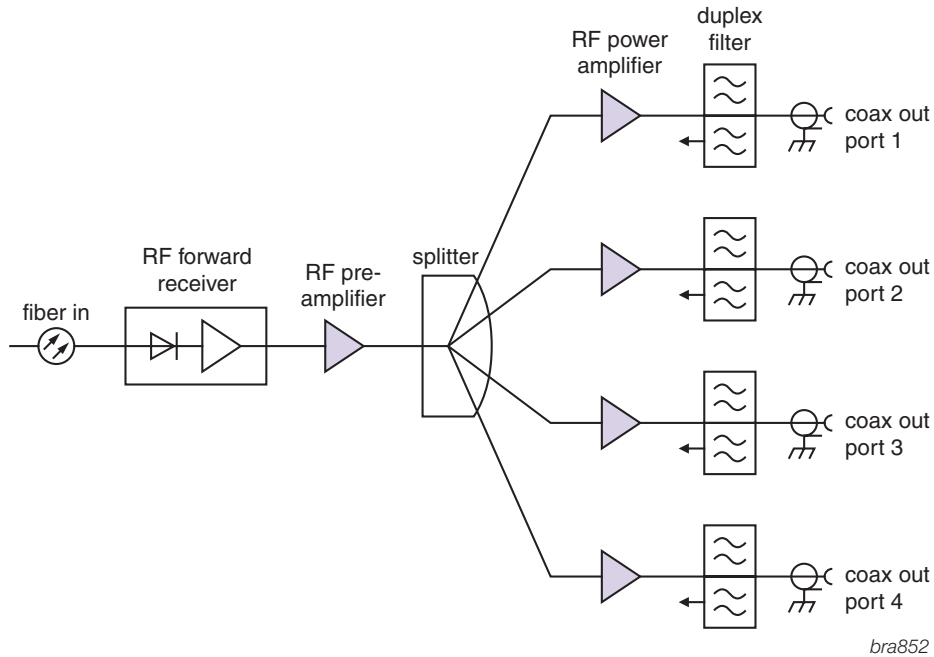 duplex
filter
RF power
amplifier
coax out
port 1
coax out
port 2
splitter
RF forward
receiver
RF pre-
amplifier
fiber in
coax out
port 3
coax out
port 4
bra852